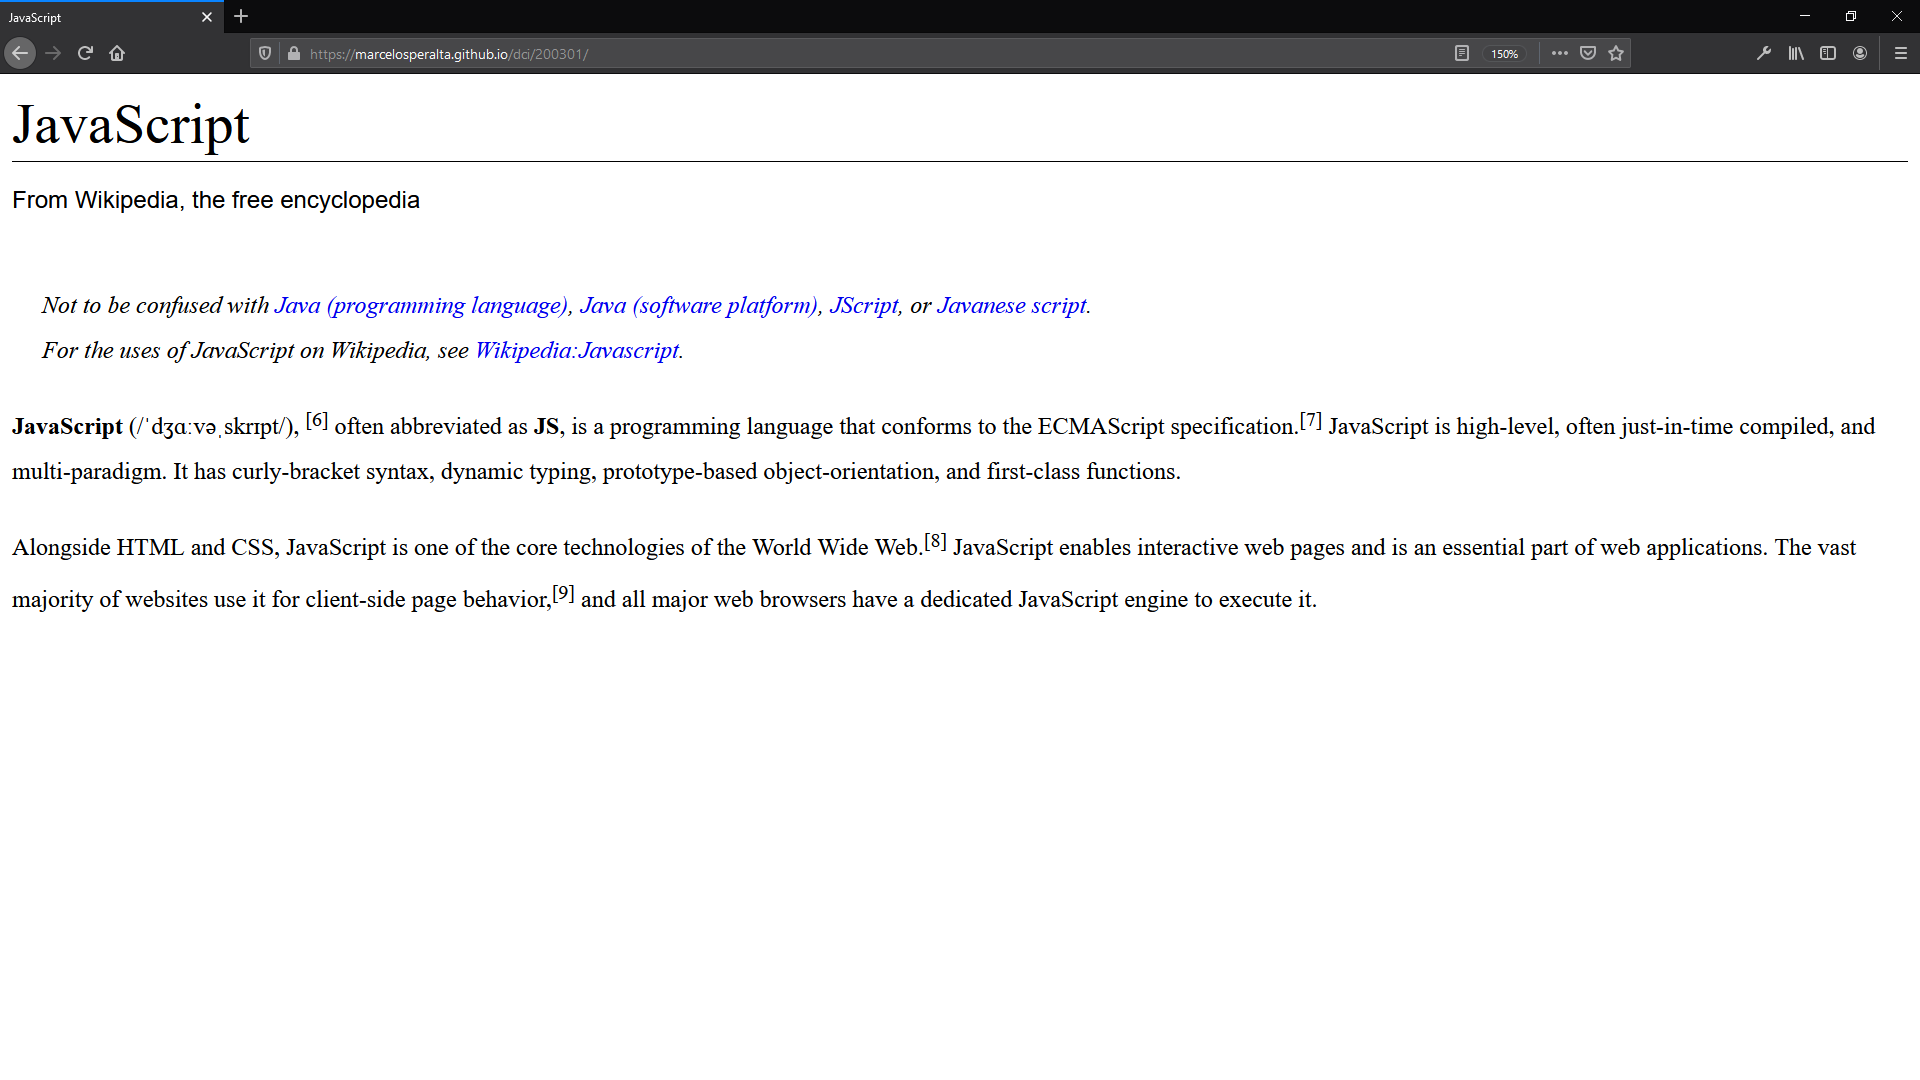 JavaScript
https://marcelosperalta.github.io/dci/200301/
150%
JavaScript
From Wikipedia, the free encyclopedia
Not to be confused with Java (programming language), Java (software platform), JScript, or Javanese script.
For the uses of JavaScript on Wikipedia, see Wikipedia:Javascript.
JavaScript (/ˈdʒɑːvəˌskrɪpt/), [6] often abbreviated as JS, is a programming language that conforms to the ECMAScript specification.[7] JavaScript is high-level, often just-in-time compiled, and
multi-paradigm. It has curly-bracket syntax, dynamic typing, prototype-based object-orientation, and first-class functions.
Alongside HTML and CSS, JavaScript is one of the core technologies of the World Wide Web.[8] JavaScript enables interactive web pages and is an essential part of web applications. The vast
majority of websites use it for client-side page behavior,[9] and all major web browsers have a dedicated JavaScript engine to execute it.